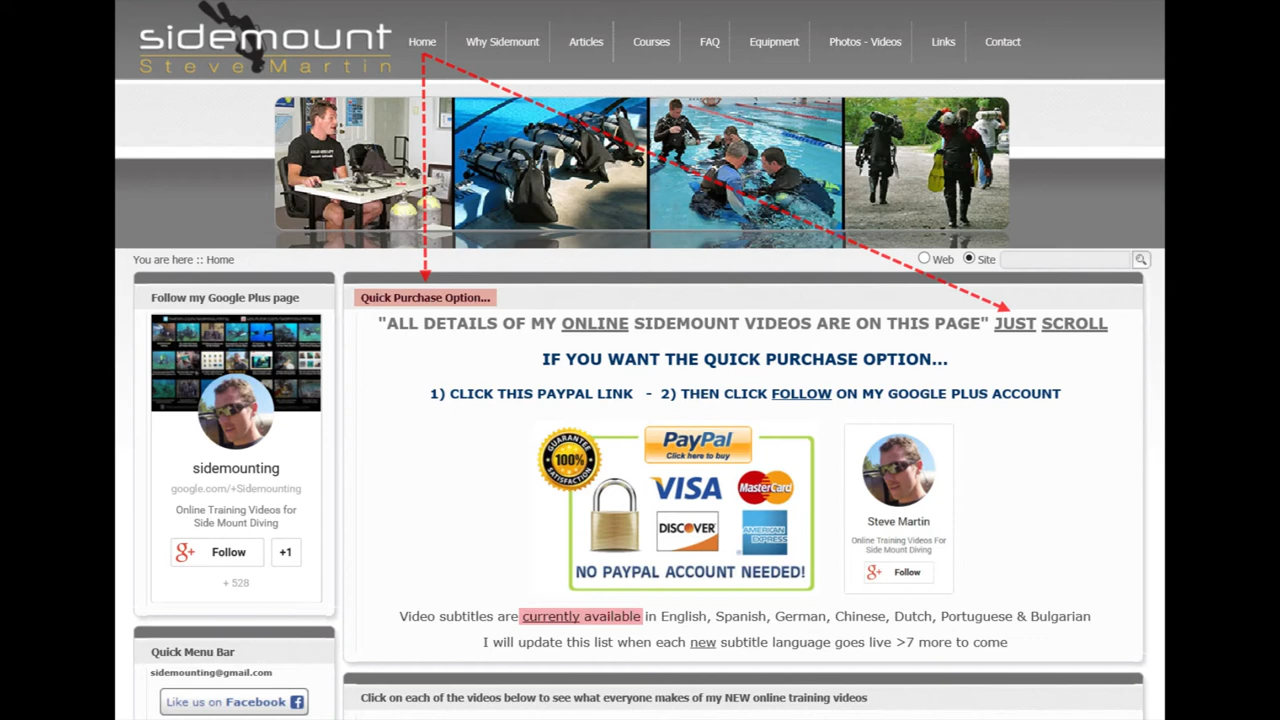 sidemount
Steve Martin
Home
Why Sidemount
Articles
Courses
FAQ
Equipment
Photos - Videos
Links
Contact
You are here :: Home
Web
Site
Follow my Google Plus page
sidemounting
google.com/+Sidemounting
Online Training Videos for
Side Mount Diving
g+ Follow
+1
+ 528
Quick Menu Bar
sidemounting@gmail.com
Like us on Facebook
Quick Purchase Option...
"ALL DETAILS OF MY ONLINE SIDEMOUNT VIDEOS ARE ON THIS PAGE" JUST SCROLL
IF YOU WANT THE QUICK PURCHASE OPTION...
1) CLICK THIS PAYPAL LINK - 2) THEN CLICK FOLLOW ON MY GOOGLE PLUS ACCOUNT
GUARANTEE
100%
SATISFACTION
PayPal
Click here to buy
VISA
MasterCard
DISCOVER
AMERICAN
EXPRESS
NO PAYPAL ACCOUNT NEEDED!
Steve Martin
Online Training Videos For
Side Mount Diving
g+ Follow
Video subtitles are currently available in English, Spanish, German, Chinese, Dutch, Portuguese & Bulgarian
I will update this list when each new subtitle language goes live >7 more to come
Click on each of the videos below to see what everyone makes of my NEW online training videos